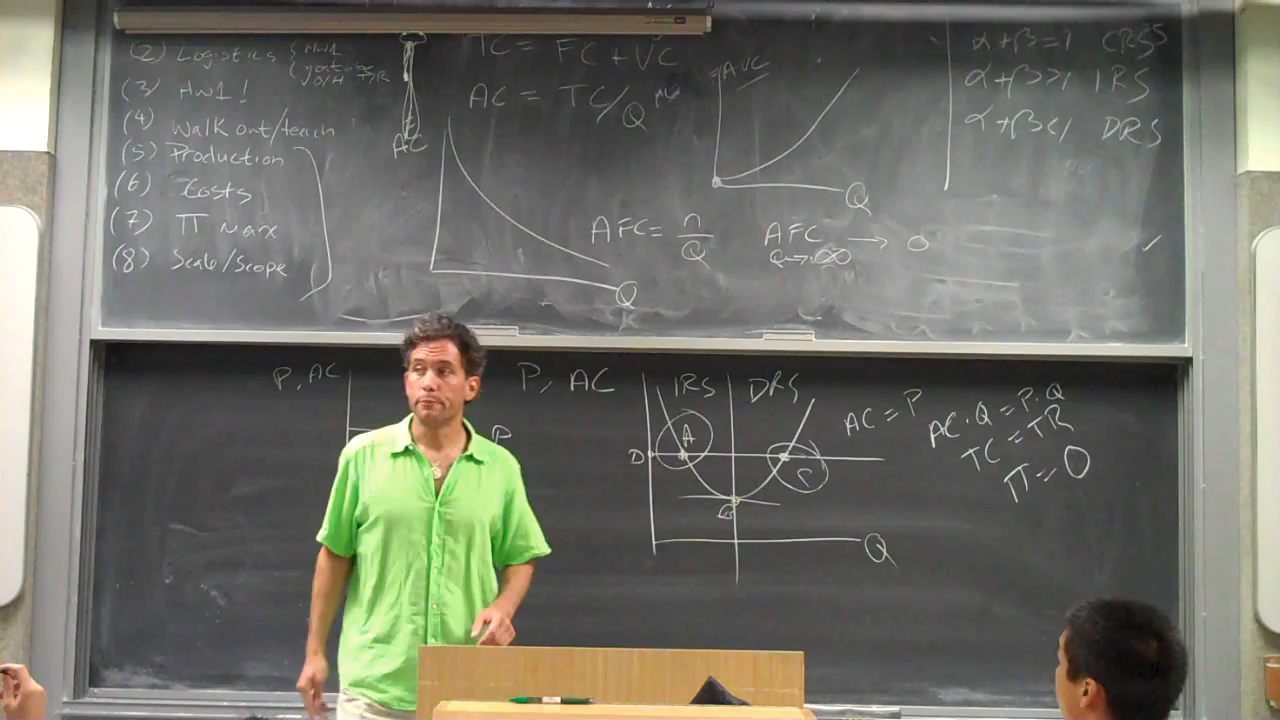 (2) Logistics { HW1
(3) HW1!
(4) Walk out/teach
(5) Production
(6) Costs
(7) Π Max
(8) Scale/Scope
TC = FC + VC
AC = TC/Q
AC
Q
AFC = n/Q
AFC → 0
Q→∞
AVC
Q
α+β=1 CRS
α+β>1 IRS
α+β<1 DRS
P, AC
P
P, AC
IRS DRS
A
D
Q
AC = P
AC·Q = P·Q
TC = TR
Π = 0